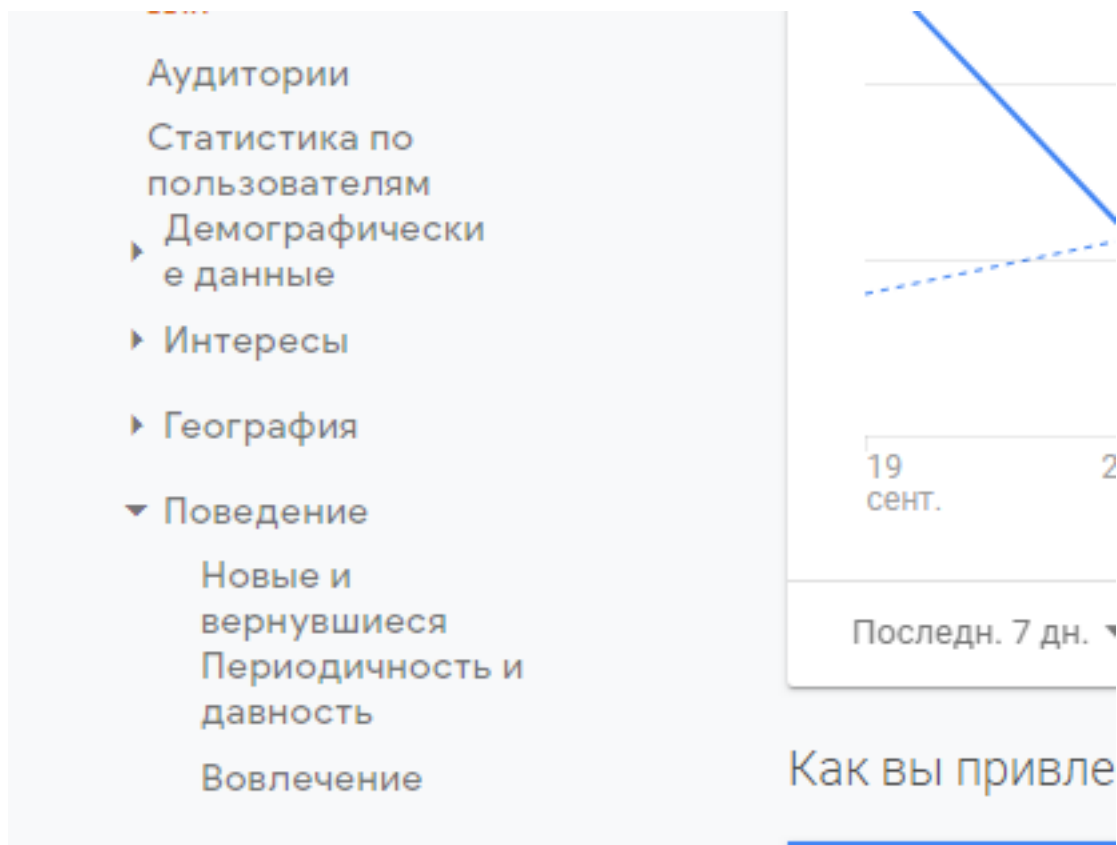 Аудитории
Статистика по
пользователям
Демографически
е данные
Интересы
География
Поведение
Новые и
вернувшиеся
Периодичность и
давность
Вовлечение
19
сент.
2
Последн. 7 дн.
Как вы привле